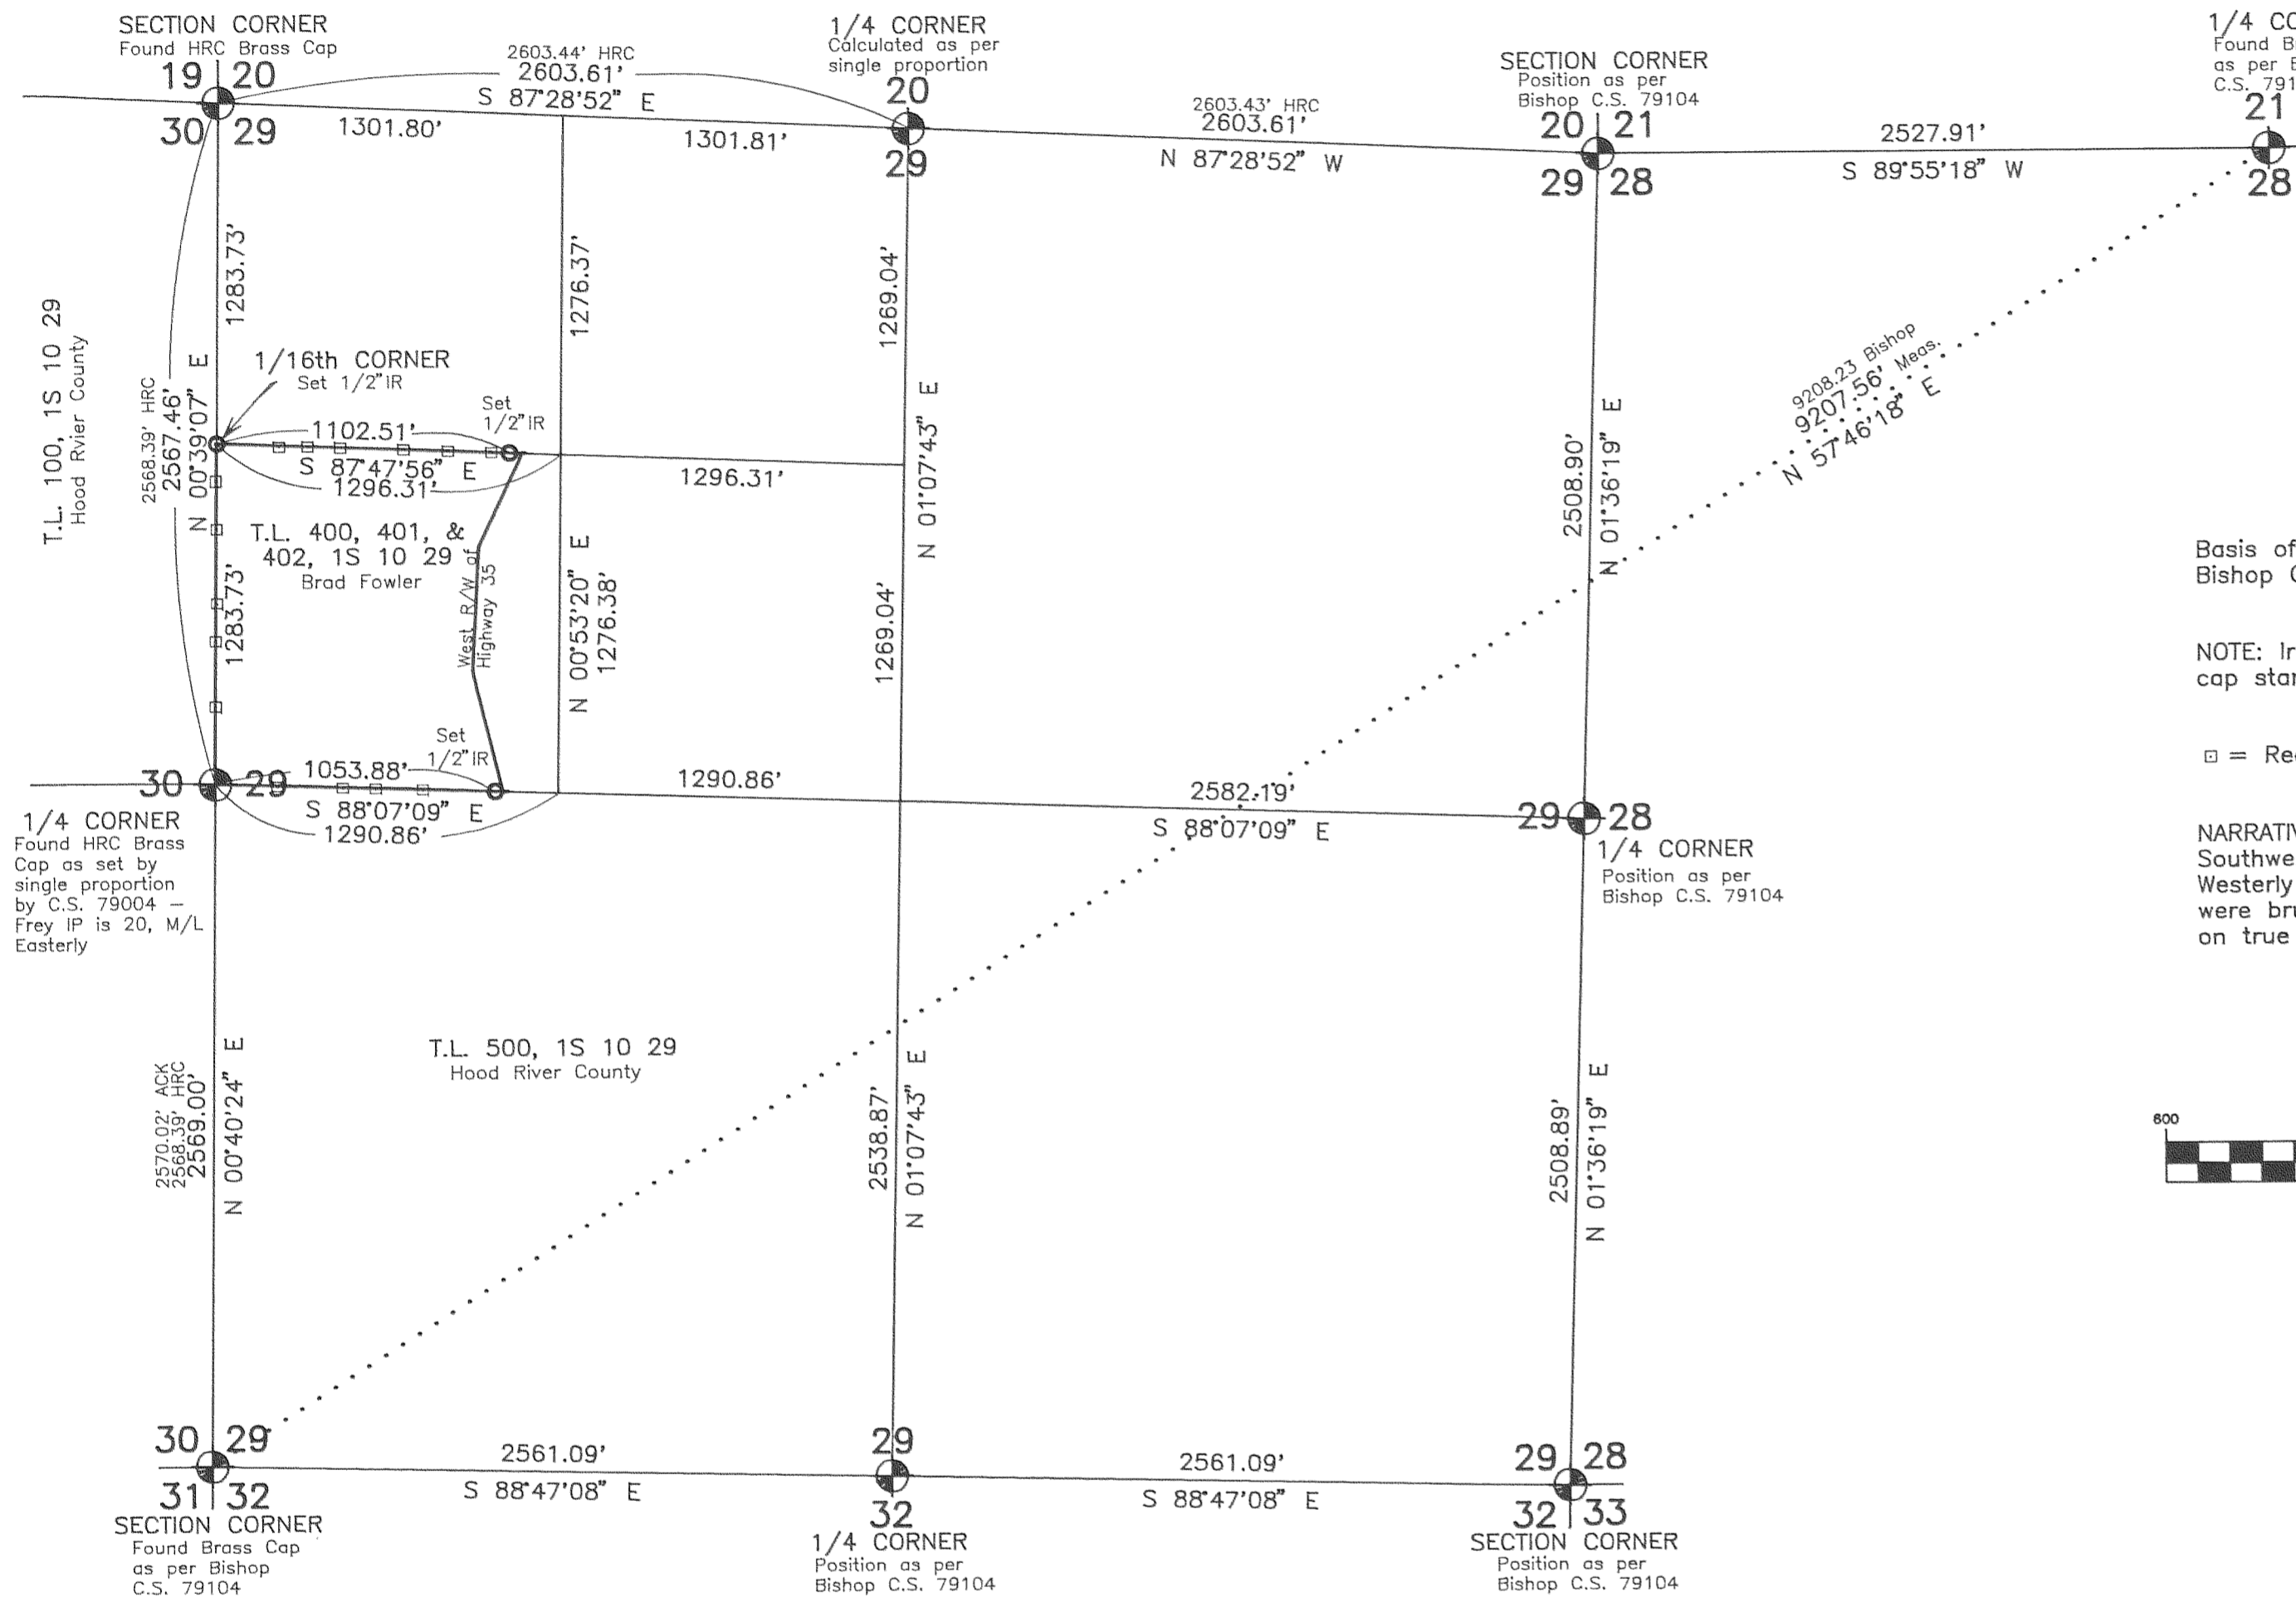 SECTION CORNER
Found HRC Brass Cap
19 20
30 29
2603.44' HRC
2603.61'
S 87°28'52" E
1301.80'
1301.81'
1/4 CORNER
Calculated as per
single proportion
20
29
2603.43' HRC
2603.61'
N 87°28'52" W
SECTION CORNER
Position as per
Bishop C.S. 79104
20 21
29 28
2527.91'
S 89°55'18" W
1/4 CO
Found B
as per B
C.S. 791
21
28
T.L. 100, 1S 10 29
Hood Rvier County
2568.39' HRC
2567.46'
N 00°39'07" E
1283.73'
1283.73'
1/16th CORNER
Set 1/2"IR
Set
1/2"IR
1102.51'
S 87°47'56" E
1296.31'
1296.31'
1276.37'
1269.04'
N 01°07'43" E
1269.04'
T.L. 400, 401, &
402, 1S 10 29
Brad Fowler
West R/W of
Highway 35
N 00°53'20" E
1276.38'
2508.90'
N 01°36'19" E
9208.23 Bishop
9207.56' Meas.
N 57°46'18" E
Basis of
Bishop C
NOTE: Ir
cap star
= Re
NARRATIV
Southwe
Westerly
were bru
on true
Set
1/2"IR
30 29
1053.88'
S 88°07'09" E
1290.86'
1290.86'
2582.19'
S 88°07'09" E
29 28
1/4 CORNER
Position as per
Bishop C.S. 79104
1/4 CORNER
Found HRC Brass
Cap as set by
single proportion
by C.S. 79004 –
Frey IP is 20, M/L
Easterly
2570.02' ACK
2568.39' HRC
2569.00'
N 00°40'24" E
T.L. 500, 1S 10 29
Hood River County
2538.87'
N 01°07'43" E
2508.89'
N 01°36'19" E
600
30 29
31 32
SECTION CORNER
Found Brass Cap
as per Bishop
C.S. 79104
2561.09'
S 88°47'08" E
29
32
1/4 CORNER
Position as per
Bishop C.S. 79104
2561.09'
S 88°47'08" E
29 28
32 33
SECTION CORNER
Position as per
Bishop C.S. 79104